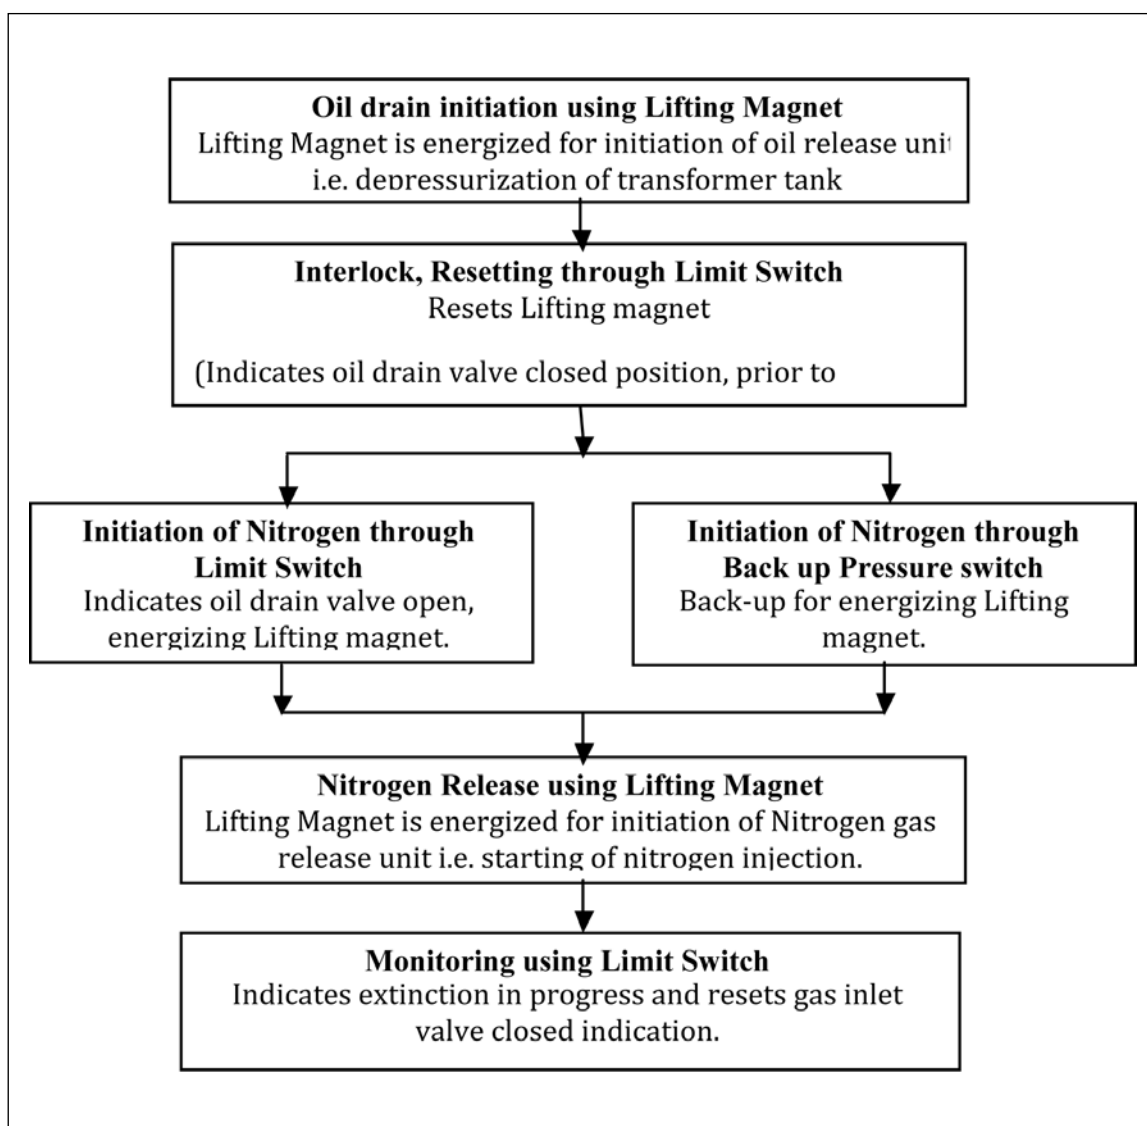 Oil drain initiation using Lifting Magnet
Lifting Magnet is energized for initiation of oil release unit
i.e. depressurization of transformer tank
Interlock, Resetting through Limit Switch
Resets Lifting magnet
(Indicates oil drain valve closed position, prior to
Initiation of Nitrogen through
Limit Switch
Indicates oil drain valve open,
energizing Lifting magnet.
Initiation of Nitrogen through
Back up Pressure switch
Back-up for energizing Lifting
magnet.
Nitrogen Release using Lifting Magnet
Lifting Magnet is energized for initiation of Nitrogen gas
release unit i.e. starting of nitrogen injection.
Monitoring using Limit Switch
Indicates extinction in progress and resets gas inlet
valve closed indication.